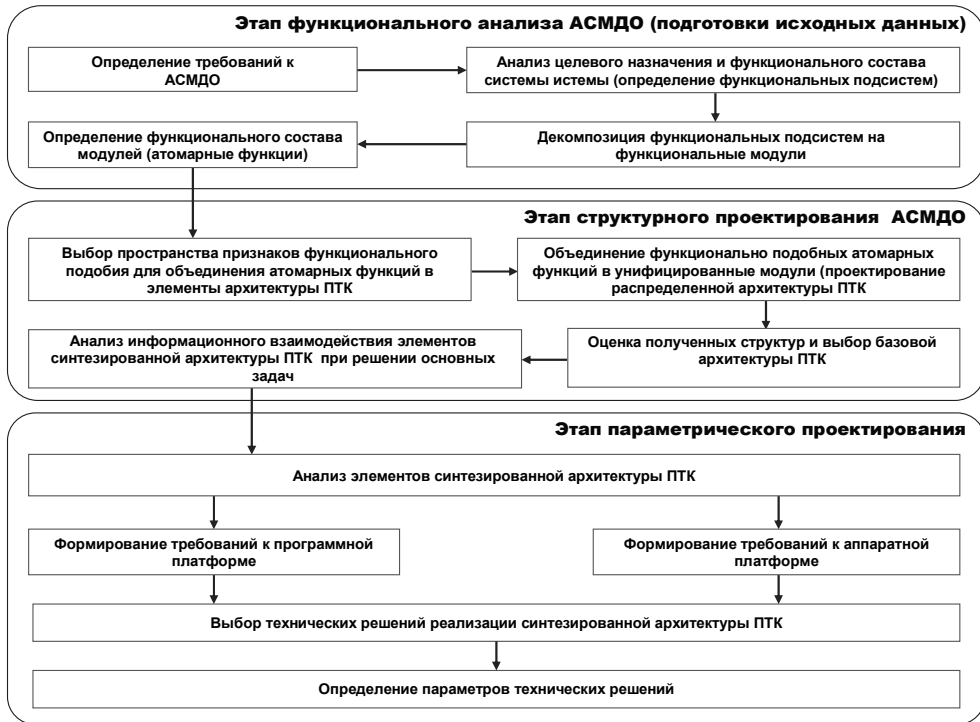 Этап функционального анализа АСМДО (подготовки исходных данных)
Определение требований к
АСМДО
Анализ целевого назначения и функционального состава
системы истемы (определение функциональных подсистем)
Декомпозиция функциональных подсистем на
функциональные модули
Определение функционального состава
модулей (атомарные функции)
Этап структурного проектирования АСМДО
Выбор пространства признаков функционального
подобия для объединения атомарных функций в
элементы архитектуры ПТК
Объединение функционально подобных атомарных
функций в унифицированные модули (проектирование
распределенной архитектуры ПТК
Оценка полученных структур и выбор базовой
архитектуры ПТК
Анализ информационного взаимодействия элементов
синтезированной архитектуры ПТК при решении основных
задач
Этап параметрического проектирования
Анализ элементов синтезированной архитектуры ПТК
Формирование требований к программной
платформе
Формирование требований к аппаратной
платформе
Выбор технических решений реализации синтезированной архитектуры ПТК
Определение параметров технических решений